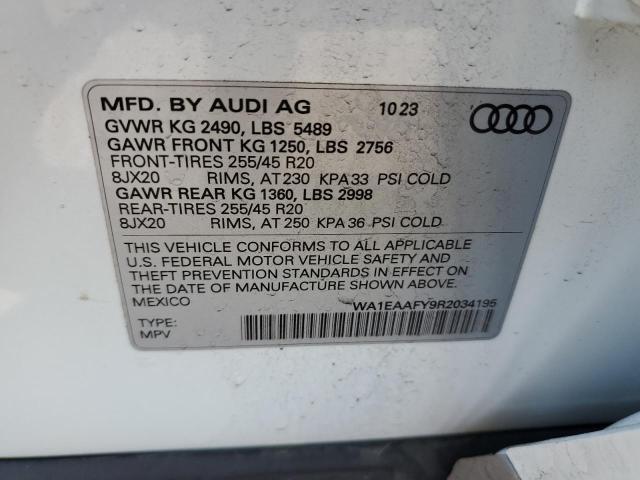 MFD. BY AUDI AG 10 23
GVWR KG 2490, LBS 5489
GAWR FRONT KG 1250, LBS 2756
FRONT-TIRES 255/45 R20
8JX20 RIMS, AT 230 KPA 33 PSI COLD
GAWR REAR KG 1360, LBS 2998
REAR-TIRES 255/45 R20
8JX20 RIMS, AT 250 KPA 36 PSI COLD
THIS VEHICLE CONFORMS TO ALL APPLICABLE
U.S. FEDERAL MOTOR VEHICLE SAFETY AND
THEFT PREVENTION STANDARDS IN EFFECT ON
THE DATE OF MANUFACTURE SHOWN ABOVE.
MEXICO
WA1EAAFY9R2034195
TYPE:
MPV